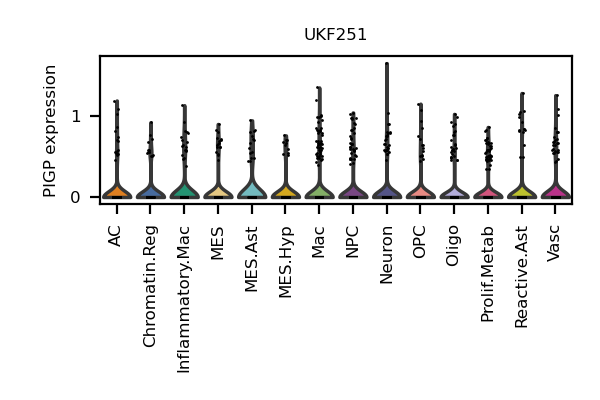 UKF251
PIGP expression
1
0
AC
Chromatin.Reg
Inflammatory.Mac
MES
MES.Ast
MES.Hyp
Mac
NPC
Neuron
OPC
Oligo
Prolif.Metab
Reactive.Ast
Vasc